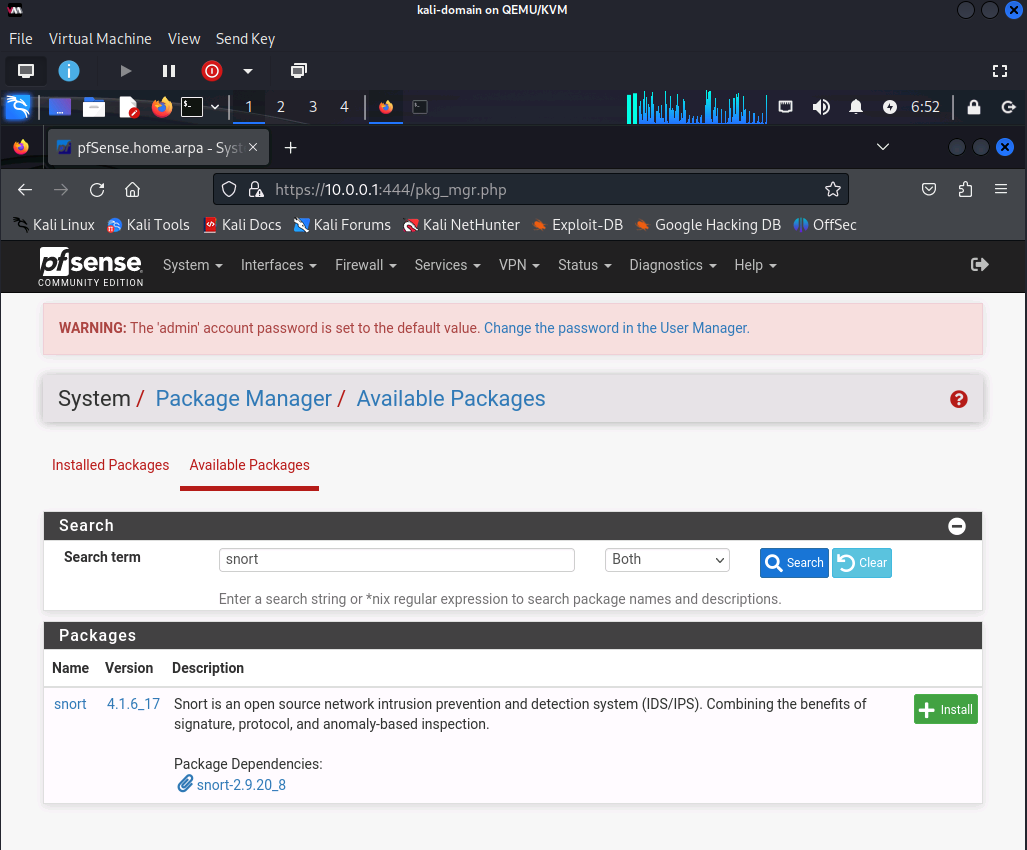 kali-domain on QEMU/KVM
File Virtual Machine View Send Key
1 2 3 4 6:52
pfSense.home.arpa - Syst
https://10.0.0.1:444/pkg_mgr.php
Kali Linux Kali Tools Kali Docs Kali Forums Kali NetHunter Exploit-DB Google Hacking DB OffSec
pfsense
COMMUNITY EDITION
System Interfaces Firewall Services VPN Status Diagnostics Help
WARNING: The 'admin' account password is set to the default value. Change the password in the User Manager.
System / Package Manager / Available Packages
Installed Packages Available Packages
Search
Search term snort Both Search Clear
Enter a search string or *nix regular expression to search package names and descriptions.
Packages
Name Version Description
snort 4.1.6_17 Snort is an open source network intrusion prevention and detection system (IDS/IPS). Combining the benefits of
signature, protocol, and anomaly-based inspection.
Install
Package Dependencies:
snort-2.9.20_8